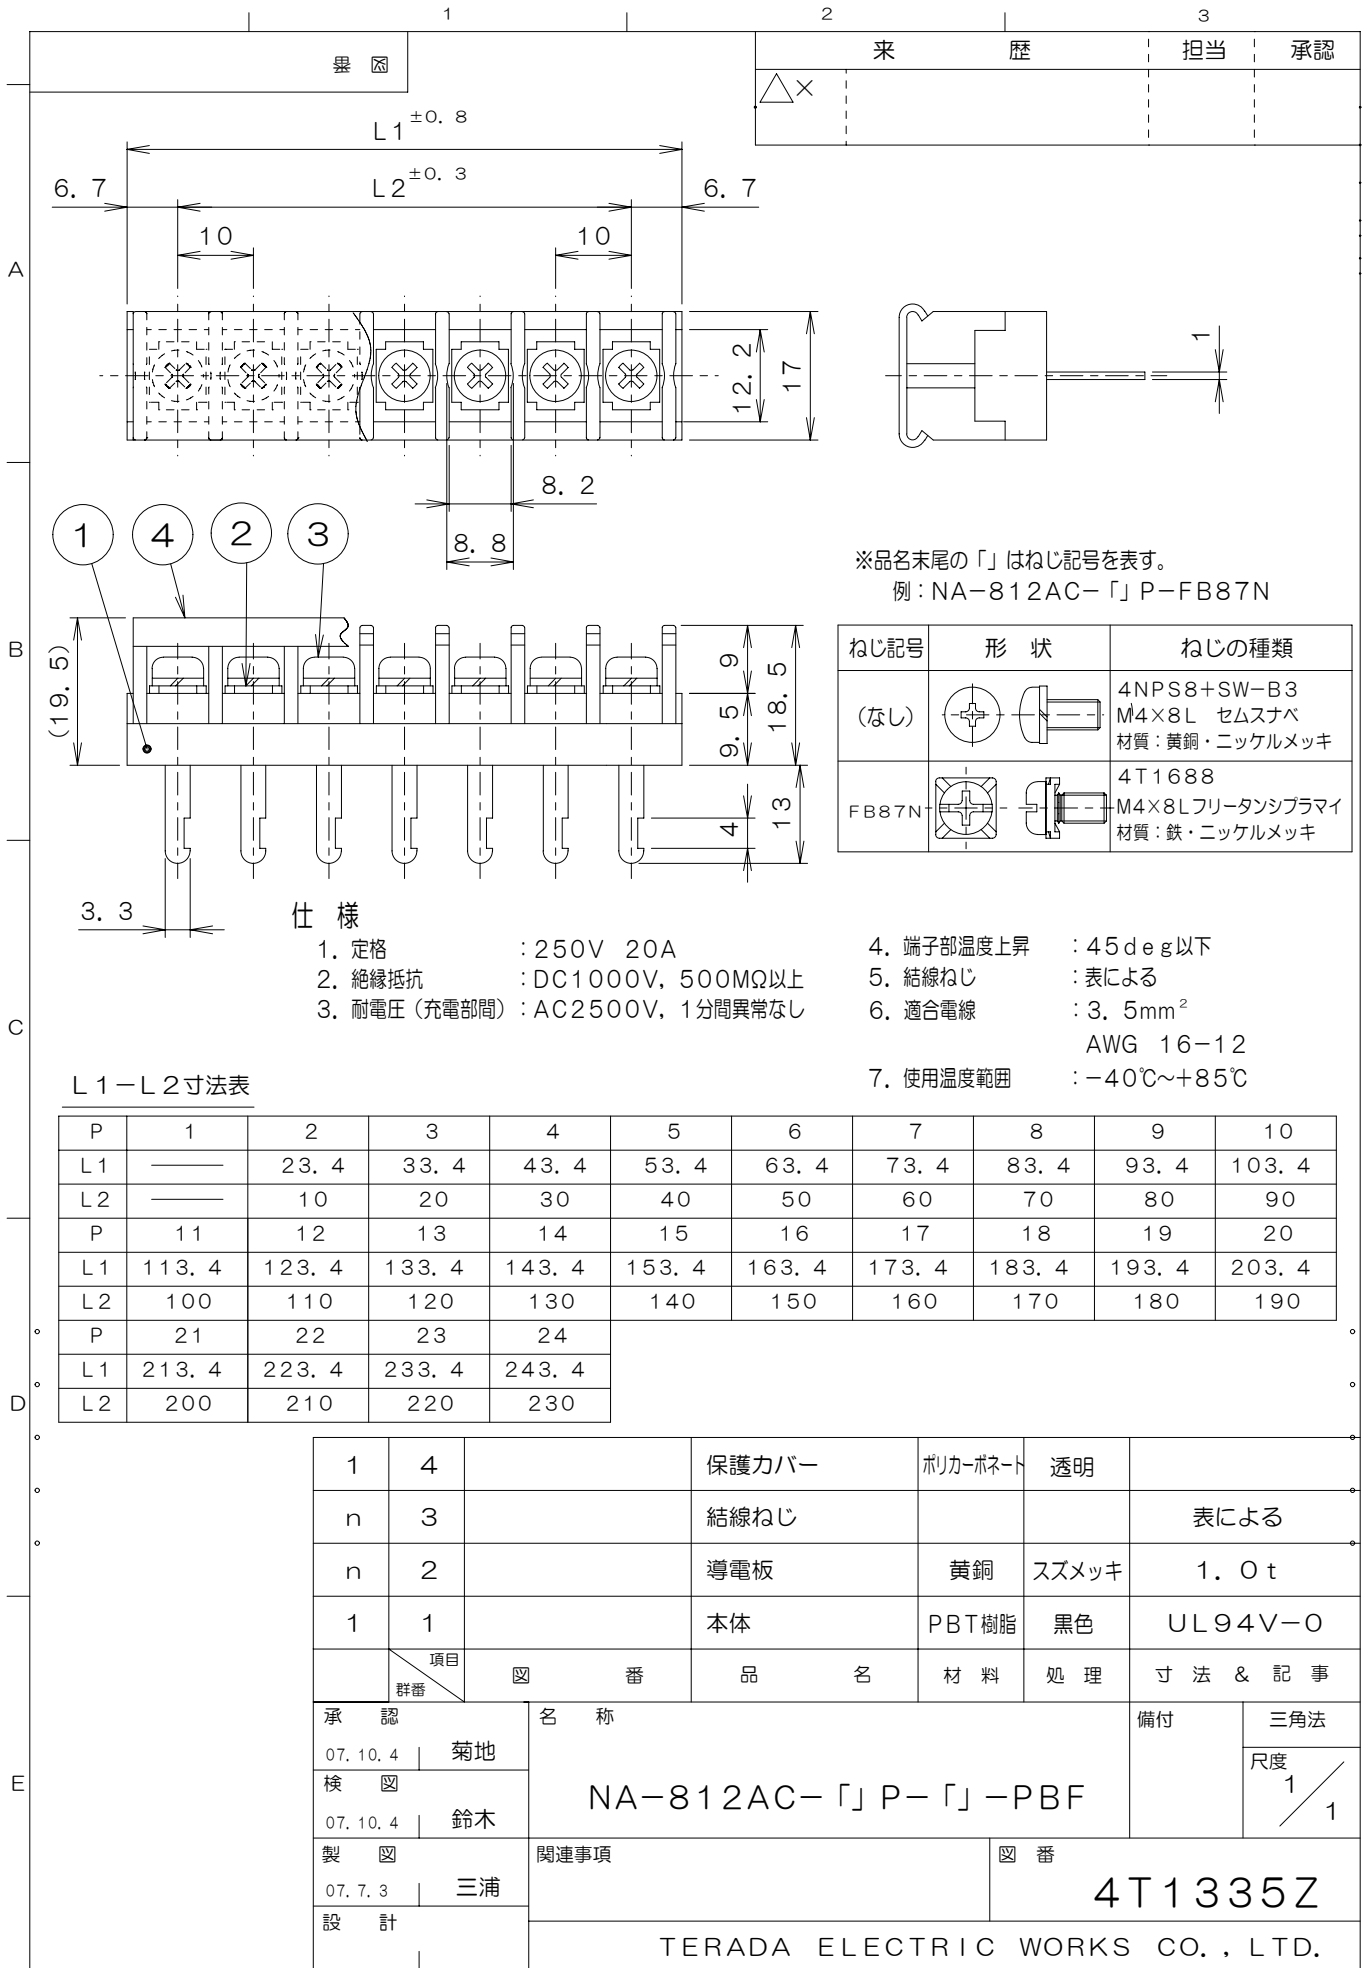 1 2 3
図番
来 歴 担当 承認
△×
A
B
C
D
E
L1±0.8
L2±0.3
6.7 6.7
10 10
12.2
17
1
8.2
8.8
1 4 2 3
(19.5)
9
9.5
18.5
13
4
3.3
※品名末尾の「」はねじ記号を表す。
例：NA−812AC−「」P−FB87N
ねじ記号 形 状 ねじの種類
(なし) 4NPS8+SW−B3
M4×8L セムスナベ
材質：黄銅・ニッケルメッキ
FB87N 4T1688
M4×8Lフリータンシプラマイ
材質：鉄・ニッケルメッキ
仕 様
1. 定格 ：250V 20A
2. 絶縁抵抗 ：DC1000V, 500MΩ以上
3. 耐電圧（充電部間）：AC2500V, 1分間異常なし
4. 端子部温度上昇 ：45deg以下
5. 結線ねじ ：表による
6. 適合電線 ：3.5mm²
AWG 16−12
7. 使用温度範囲 ：−40℃〜+85℃
L1−L2寸法表
P 1 2 3 4 5 6 7 8 9 10
L1 ── 23.4 33.4 43.4 53.4 63.4 73.4 83.4 93.4 103.4
L2 ── 10 20 30 40 50 60 70 80 90
P 11 12 13 14 15 16 17 18 19 20
L1 113.4 123.4 133.4 143.4 153.4 163.4 173.4 183.4 193.4 203.4
L2 100 110 120 130 140 150 160 170 180 190
P 21 22 23 24
L1 213.4 223.4 233.4 243.4
L2 200 210 220 230
1 4 保護カバー ポリカーボネート 透明
n 3 結線ねじ 表による
n 2 導電板 黄銅 スズメッキ 1.0t
1 1 本体 PBT樹脂 黒色 UL94V−0
項目 群番 図 番 品 名 材 料 処 理 寸 法 & 記 事
承 認
07.10.4 菊地
検 図
07.10.4 鈴木
製 図
07.7.3 三浦
設 計
名 称
NA−812AC−「」P−「」−PBF
備付
三角法
尺度
1/1
関連事項
図 番
4T1335Z
TERADA ELECTRIC WORKS CO., LTD.